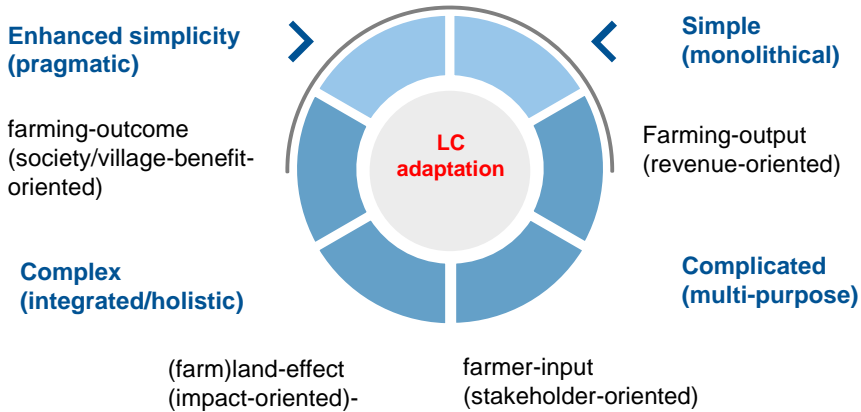 Enhanced simplicity
(pragmatic)
Simple
(monolithical)
farming-outcome
(society/village-benefit-
oriented)
LC
adaptation
Farming-output
(revenue-oriented)
Complex
(integrated/holistic)
Complicated
(multi-purpose)
(farm)land-effect
(impact-oriented)-
farmer-input
(stakeholder-oriented)